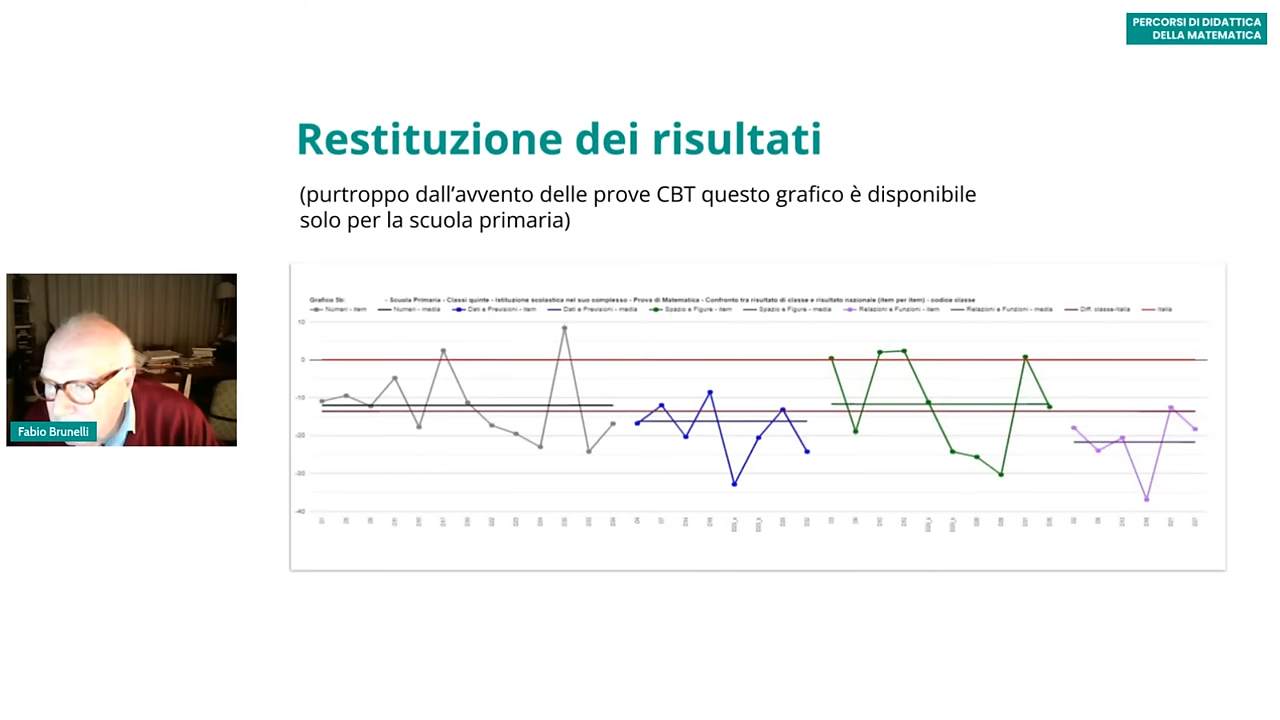 PERCORSI DI DIDATTICA
DELLA MATEMATICA
Restituzione dei risultati
(purtroppo dall’avvento delle prove CBT questo grafico è disponibile
solo per la scuola primaria)
Grafico 5b: - Scuola Primaria - Classi quinte - Istituzione scolastica nel suo complesso - Prova di Matematica - Confronto tra risultato di classe e risultato nazionale (item per item) - codice classe
Numeri - item Numeri - media Dati e Previsioni - item Dati e Previsioni - media Spazio e Figure - item Spazio e Figure - media Relazioni e Funzioni - item Relazioni e Funzioni - media Diff. classe-Italia Italia
10
0
-10
-20
-30
-40
Fabio Brunelli